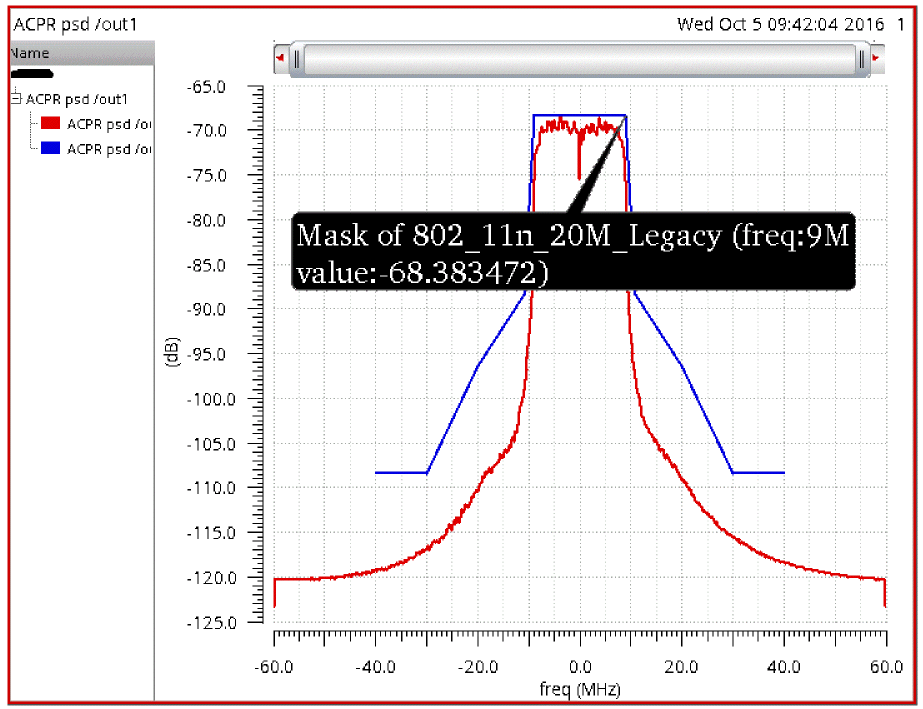 ACPR psd /out1
Wed Oct 5 09:42:04 2016 1
Name
ACPR psd /out1
ACPR psd /ou
ACPR psd /ou
-65.0
-70.0
-75.0
-80.0
-85.0
-90.0
-95.0
-100.0
-105.0
-110.0
-115.0
-120.0
-125.0
(dB)
Mask of 802_11n_20M_Legacy (freq:9M
value:-68.383472)
-60.0 -40.0 -20.0 0.0 20.0 40.0 60.0
freq (MHz)